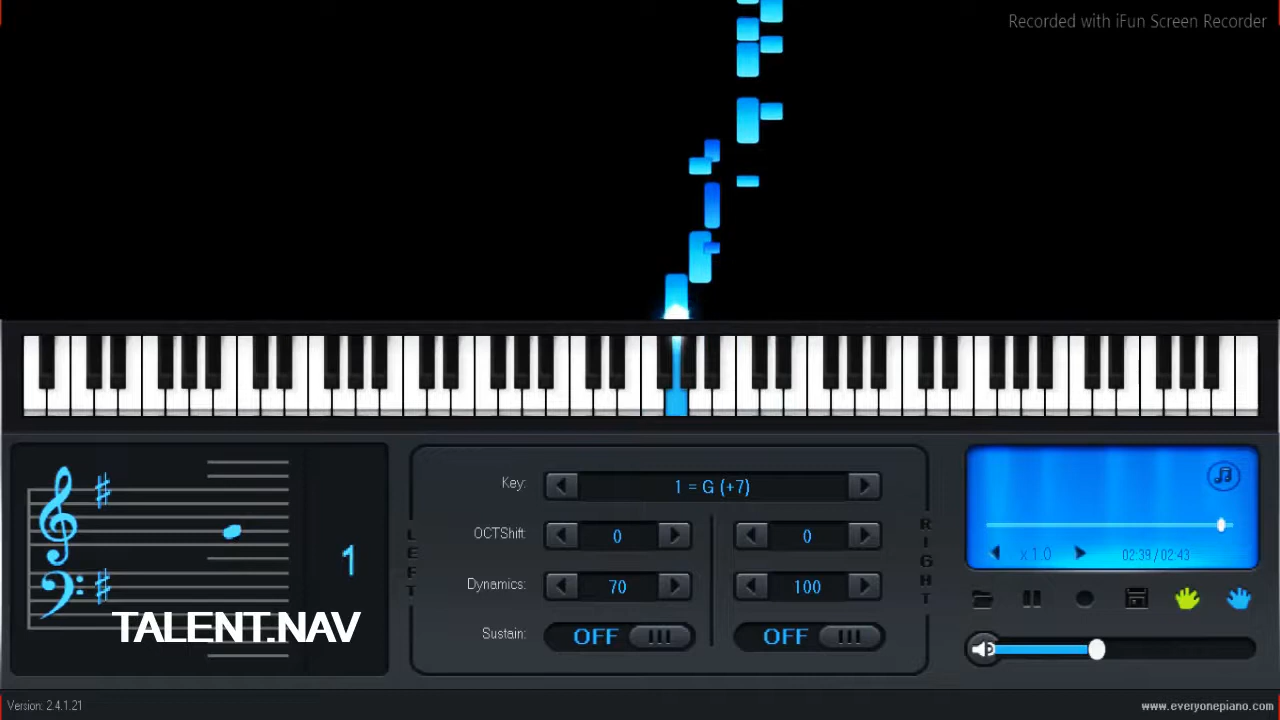 Recorded with iFun Screen Recorder
Key:
1 = G (+7)
OCTShift:
0
0
Dynamics:
70
100
Sustain:
OFF
OFF
LEFT
RIGHT
1
TALENT.NAV
x 1.0
02:39 / 02:43
Version: 2.4.1.21
www.everyonepiano.com